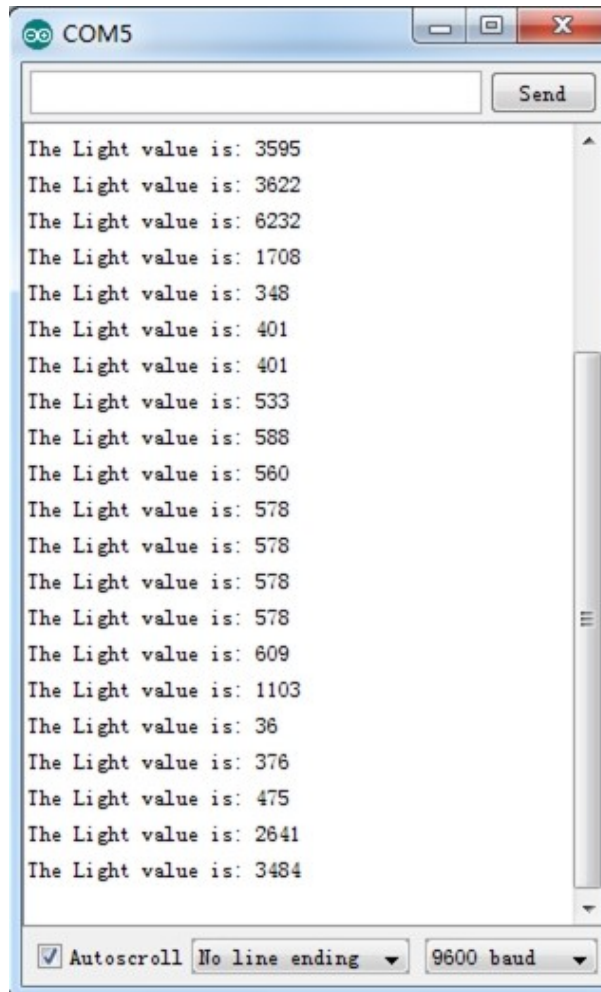 COM5
Send
The Light value is: 3595
The Light value is: 3622
The Light value is: 6232
The Light value is: 1708
The Light value is: 348
The Light value is: 401
The Light value is: 401
The Light value is: 533
The Light value is: 588
The Light value is: 560
The Light value is: 578
The Light value is: 578
The Light value is: 578
The Light value is: 578
The Light value is: 609
The Light value is: 1103
The Light value is: 36
The Light value is: 376
The Light value is: 475
The Light value is: 2641
The Light value is: 3484
Autoscroll No line ending 9600 baud